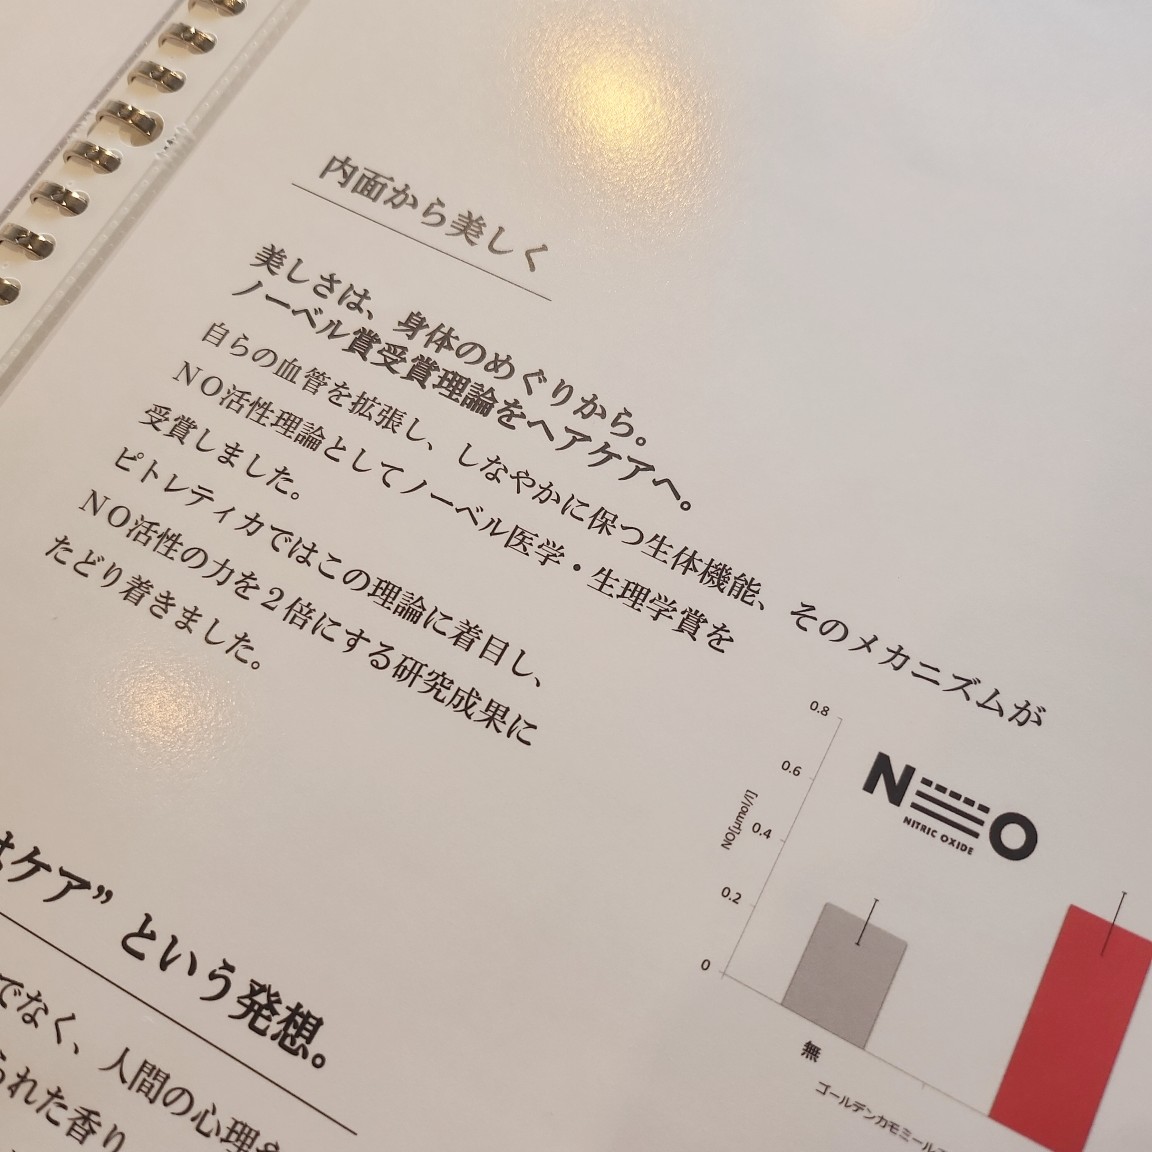 内面から美しく
美しさは、身体のめぐりから。
ノーベル賞受賞理論をヘアケアへ。
自らの血管を拡張し、しなやかに保つ生体機能、そのメカニズムが
NO活性理論としてノーベル医学・生理学賞を
受賞しました。
ピトレティカではこの理論に着目し、
NO活性の力を2倍にする研究成果に
たどり着きました。
0.8
0.6
0.4
0.2
0
NO[μmol/L]
N O
NITRIC OXIDE
無
ゴールデンカモミール
ケア” という発想。
でなく、人間の心理
られた香り